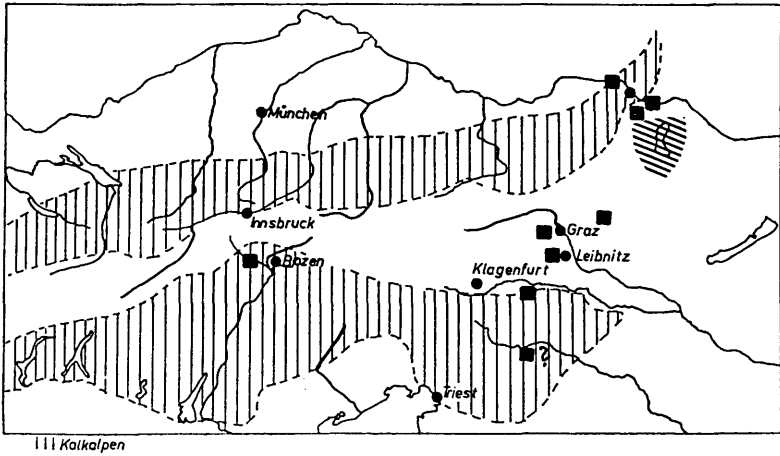 München
Innsbruck
Bozen
Graz
Leibnitz
Klagenfurt
?
Triest
Kalkalpen